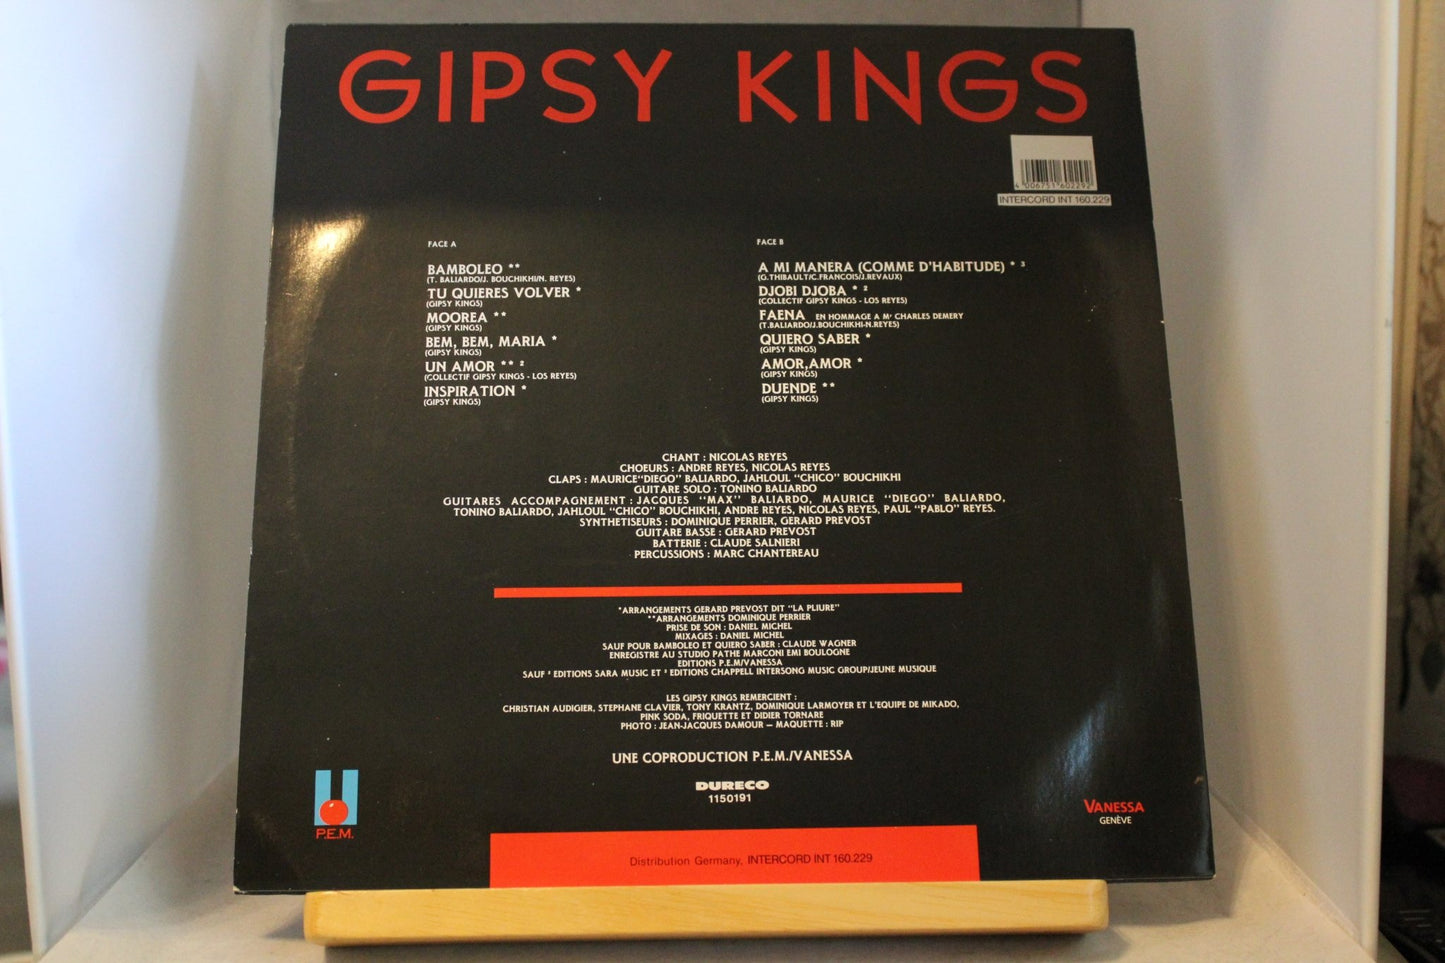 GIPSY KINGS
4 006751 602292
INTERCORD INT 160.229
FACE A
BAMBOLEO **
(T. BALIARDO/J. BOUCHIKHI/N. REYES)
TU QUIERES VOLVER *
(GIPSY KINGS)
MOOREA **
(GIPSY KINGS)
BEM, BEM, MARIA *
(GIPSY KINGS)
UN AMOR ** ²
(COLLECTIF GIPSY KINGS - LOS REYES)
INSPIRATION *
(GIPSY KINGS)
FACE B
A MI MANERA (COMME D'HABITUDE) * ³
(G.THIBAULT/C.FRANCOIS/J.REVAUX)
DJOBI DJOBA * ²
(COLLECTIF GIPSY KINGS - LOS REYES)
FAENA EN HOMMAGE A Mr CHARLES DEMERY
(T.BALIARDO/J.BOUCHIKHI-N.REYES)
QUIERO SABER *
(GIPSY KINGS)
AMOR,AMOR *
(GIPSY KINGS)
DUENDE **
(GIPSY KINGS)
CHANT : NICOLAS REYES
CHOEURS : ANDRE REYES, NICOLAS REYES
CLAPS : MAURICE"DIEGO" BALIARDO, JAHLOUL "CHICO" BOUCHIKHI
GUITARE SOLO : TONINO BALIARDO
GUITARES ACCOMPAGNEMENT : JACQUES "MAX" BALIARDO, MAURICE "DIEGO" BALIARDO,
TONINO BALIARDO, JAHLOUL "CHICO" BOUCHIKHI, ANDRE REYES, NICOLAS REYES, PAUL "PABLO" REYES.
SYNTHETISEURS : DOMINIQUE PERRIER, GERARD PREVOST
GUITARE BASSE : GERARD PREVOST
BATTERIE : CLAUDE SALNIERI
PERCUSSIONS : MARC CHANTEREAU
*ARRANGEMENTS GERARD PREVOST DIT "LA PLIURE"
**ARRANGEMENTS DOMINIQUE PERRIER
PRISE DE SON : DANIEL MICHEL
MIXAGES : DANIEL MICHEL
SAUF POUR BAMBOLEO ET QUIERO SABER : CLAUDE WAGNER
ENREGISTRE AU STUDIO PATHE MARCONI EMI BOULOGNE
EDITIONS P.E.M/VANESSA
SAUF ² EDITIONS SARA MUSIC ET ³ EDITIONS CHAPPELL INTERSONG MUSIC GROUP/JEUNE MUSIQUE
LES GIPSY KINGS REMERCIENT :
CHRISTIAN AUDIGIER, STEPHANE CLAVIER, TONY KRANTZ, DOMINIQUE LARMOYER ET L'EQUIPE DE MIKADO,
PINK SODA, FRIQUETTE ET DIDIER TORNARE
PHOTO : JEAN-JACQUES DAMOUR – MAQUETTE : RIP
UNE COPRODUCTION P.E.M./VANESSA
DURECO
1150191
P.E.M.
VANESSA
GENÈVE
Distribution Germany, INTERCORD INT 160.229